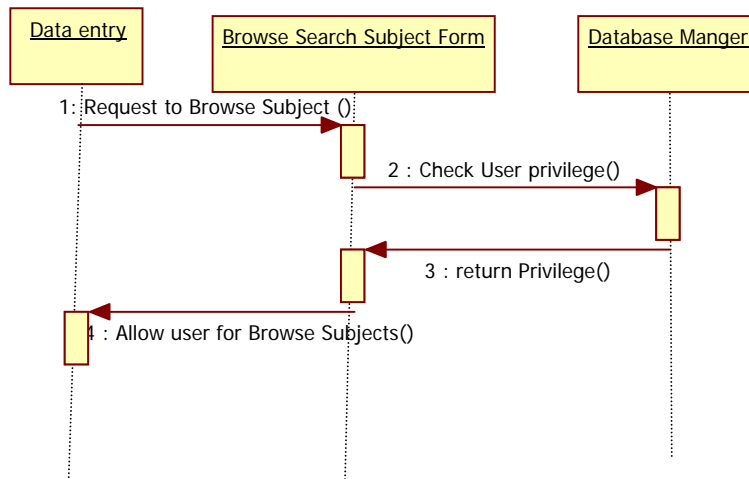 Data entry
Browse Search Subject Form
Database Manger
1: Request to Browse Subject ()
2 : Check User privilege()
3 : return Privilege()
4 : Allow user for Browse Subjects()